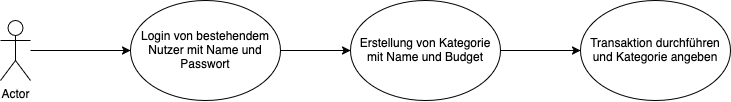 Login von bestehendem
Nutzer mit Name und
Passwort
Erstellung von Kategorie
mit Name und Budget
Transaktion durchführen
und Kategorie angeben
Actor